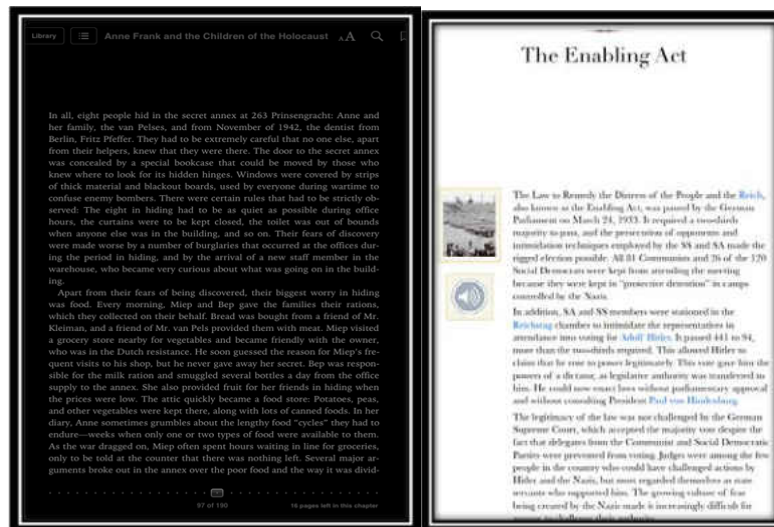 Library
Anne Frank and the Children of the Holocaust
AA
In all, eight people hid in the secret annex at 263 Prinsengracht: Anne and
her family, the van Pelses, and from November of 1942, the dentist from
Berlin, Fritz Pfeffer. They had to be extremely careful that no one else, apart
from their helpers, knew that they were there. The door to the secret annex
was concealed by a special bookcase that could be moved by those who
knew where to look for its hidden hinges. Windows were covered by strips
of thick material and blackout boards, used by everyone during wartime to
confuse enemy bombers. There were certain rules that had to be strictly ob-
served: The eight in hiding had to be as quiet as possible during office
hours, the curtains were to be kept closed, the toilet was out of bounds
when anyone else was in the building, and so on. Their fears of discovery
were made worse by a number of burglaries that occurred at the offices dur-
ing the period in hiding, and by the arrival of a new staff member in the
warehouse, who became very curious about what was going on in the build-
ing.
Apart from their fears of being discovered, their biggest worry in hiding
was food. Every morning, Miep and Bep gave the families their rations,
which they collected on their behalf. Bread was bought from a friend of Mr.
Kleiman, and a friend of Mr. van Pels provided them with meat. Miep visited
a grocery store nearby for vegetables and became friendly with the owner,
who was in the Dutch resistance. He soon guessed the reason for Miep's fre-
quent visits to his shop, but he never gave away her secret. Bep was respon-
sible for the milk ration and smuggled several bottles a day from the office
supply to the annex. She also provided fruit for her friends in hiding when
the prices were low. The attic quickly became a food store: Potatoes, peas,
and other vegetables were kept there, along with lots of canned foods. In her
diary, Anne sometimes grumbles about the lengthy food "cycles" they had to
endure—weeks when only one or two types of food were available to them.
As the war dragged on, Miep often spent hours waiting in line for groceries,
only to be told at the counter that there was nothing left. Several major ar-
guments broke out in the annex over the poor food and the way it was divid-
97 of 190
16 pages left in this chapter
The Enabling Act
The Law to Remedy the Distress of the People and the Reich,
also known as the Enabling Act, was passed by the German
Parliament on March 24, 1933. It required a two-thirds
majority to pass, and the persecution of opponents and
intimidation techniques employed by the SS and SA made the
rigged election possible. All 81 Communists and 26 of the 120
Social Democrats were kept from attending the meeting
because they were kept in "protective detention" in camps
controlled by the Nazis.
In addition, SA and SS members were stationed in the
Reichstag chamber to intimidate the representatives in
attendance into voting for Adolf Hitler. It passed 441 to 94,
more than the two-thirds required. This allowed Hitler to
claim that he rose to power legitimately. This vote gave him the
powers of a dictator, as legislative authority was transferred to
him. He could now enact laws without parliamentary approval
and without consulting President Paul von Hindenburg.
The legitimacy of the law was not challenged by the German
Supreme Court, which accepted the majority vote despite the
fact that delegates from the Communist and Social Democratic
Parties were prevented from voting. Judges were among the few
people in the country who could have challenged actions by
Hitler and the Nazis, but most regarded themselves as state
servants who supported him. The growing culture of fear
being created by the Nazis made it increasingly difficult for